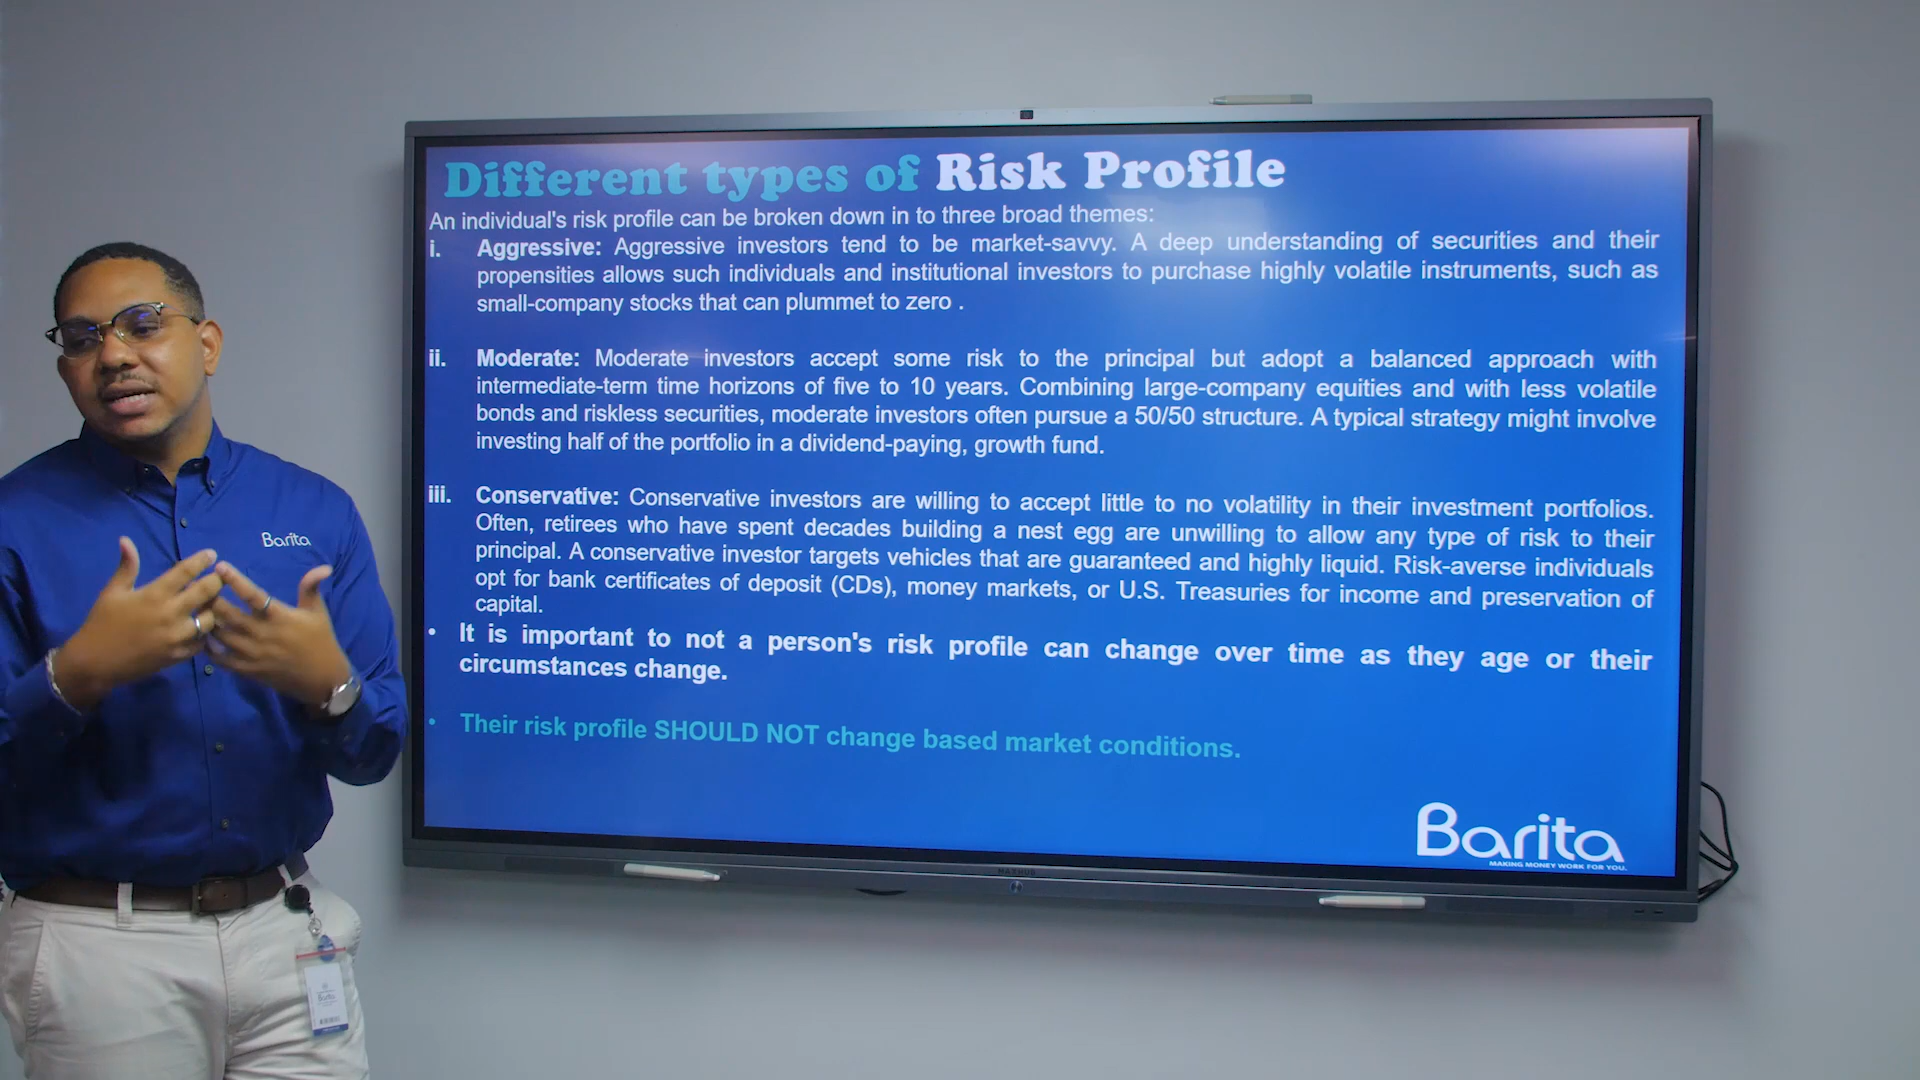 Different types of Risk Profile
An individual's risk profile can be broken down in to three broad themes:
i. Aggressive: Aggressive investors tend to be market-savvy. A deep understanding of securities and their
propensities allows such individuals and institutional investors to purchase highly volatile instruments, such as
small-company stocks that can plummet to zero .
ii. Moderate: Moderate investors accept some risk to the principal but adopt a balanced approach with
intermediate-term time horizons of five to 10 years. Combining large-company equities and with less volatile
bonds and riskless securities, moderate investors often pursue a 50/50 structure. A typical strategy might involve
investing half of the portfolio in a dividend-paying, growth fund.
iii. Conservative: Conservative investors are willing to accept little to no volatility in their investment portfolios.
Often, retirees who have spent decades building a nest egg are unwilling to allow any type of risk to their
principal. A conservative investor targets vehicles that are guaranteed and highly liquid. Risk-averse individuals
opt for bank certificates of deposit (CDs), money markets, or U.S. Treasuries for income and preservation of
capital.
• It is important to not a person's risk profile can change over time as they age or their
circumstances change.
• Their risk profile SHOULD NOT change based market conditions.
Barita
MAKING MONEY WORK FOR YOU.
MAXHUB
Barita
Barita